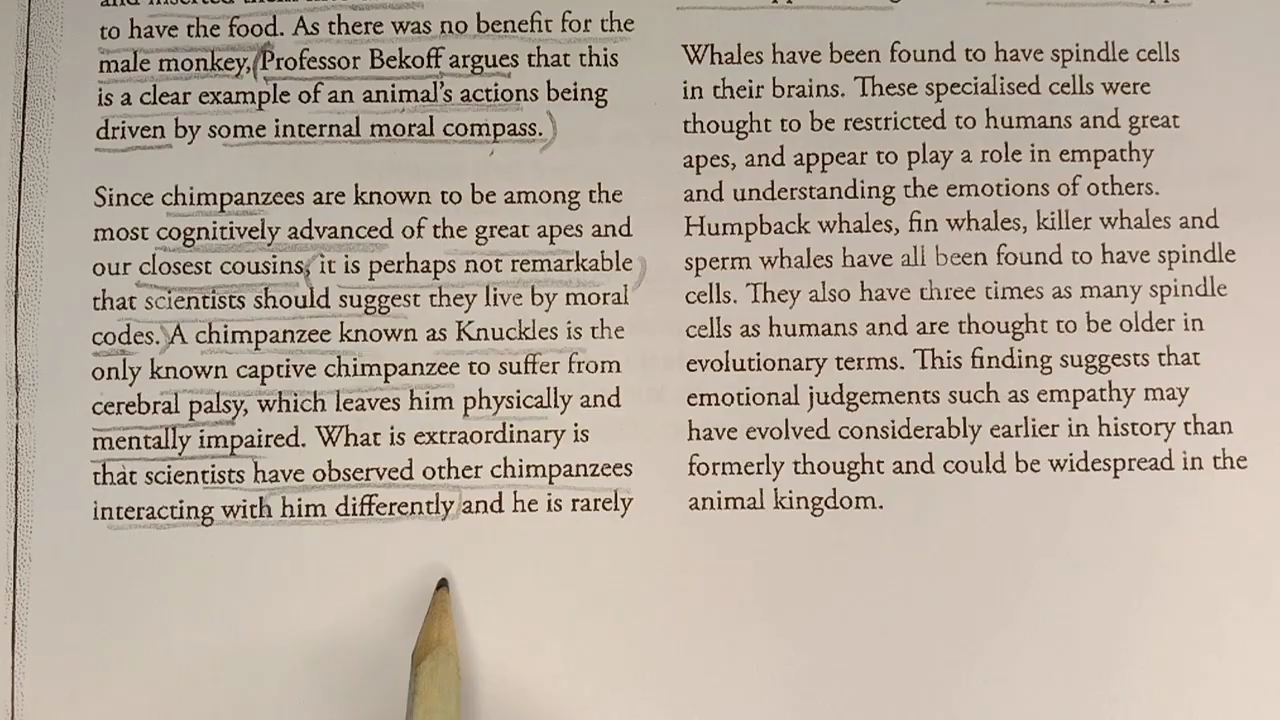 to have the food. As there was no benefit for the
male monkey, Professor Bekoff argues that this
is a clear example of an animal's actions being
driven by some internal moral compass.
Since chimpanzees are known to be among the
most cognitively advanced of the great apes and
our closest cousins, it is perhaps not remarkable
that scientists should suggest they live by moral
codes. A chimpanzee known as Knuckles is the
only known captive chimpanzee to suffer from
cerebral palsy, which leaves him physically and
mentally impaired. What is extraordinary is
that scientists have observed other chimpanzees
interacting with him differently and he is rarely
Whales have been found to have spindle cells
in their brains. These specialised cells were
thought to be restricted to humans and great
apes, and appear to play a role in empathy
and understanding the emotions of others.
Humpback whales, fin whales, killer whales and
sperm whales have all been found to have spindle
cells. They also have three times as many spindle
cells as humans and are thought to be older in
evolutionary terms. This finding suggests that
emotional judgements such as empathy may
have evolved considerably earlier in history than
formerly thought and could be widespread in the
animal kingdom.